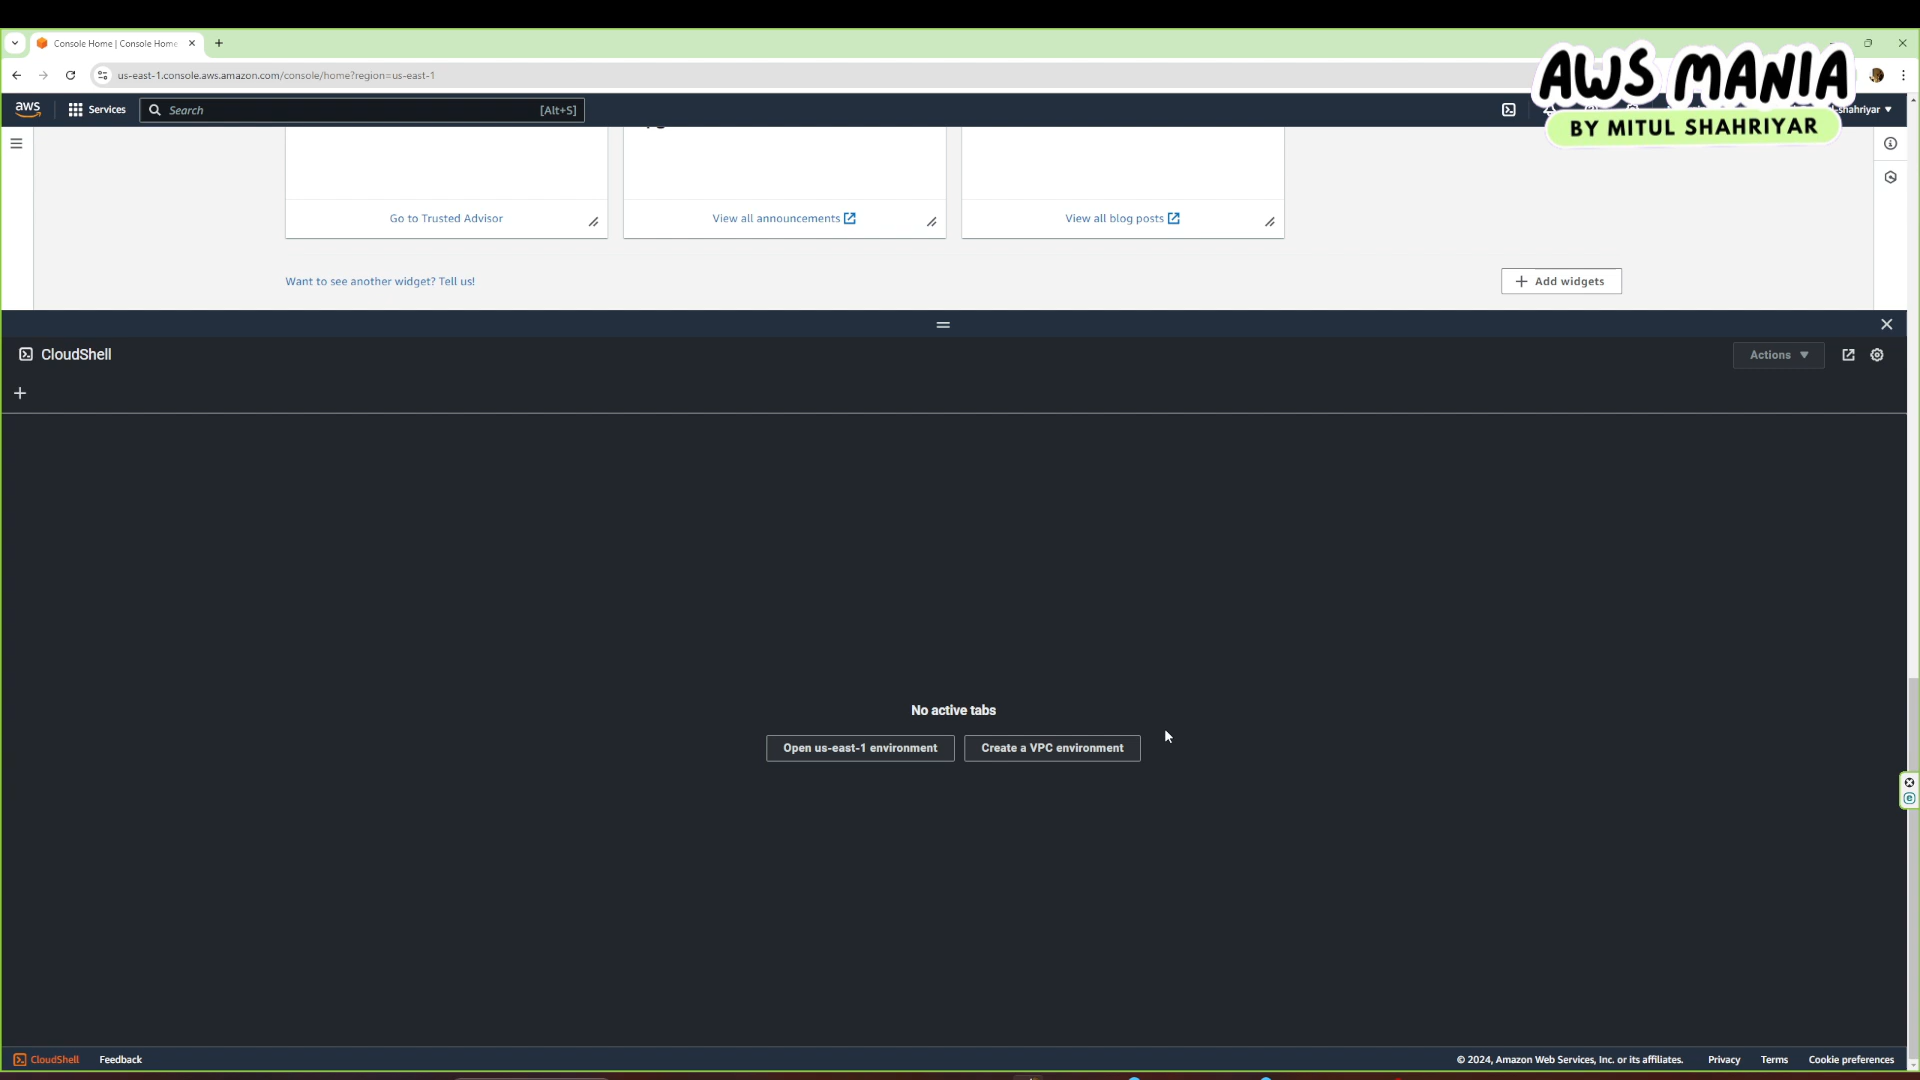 Console Home | Console Home
us-east-1.console.aws.amazon.com/console/home?region=us-east-1
AWS MANIA
BY MITUL SHAHRIYAR
aws
Services
Search
[Alt+S]
shahriyar
Go to Trusted Advisor
View all announcements
View all blog posts
Want to see another widget? Tell us!
Add widgets
CloudShell
Actions
No active tabs
Open us-east-1 environment
Create a VPC environment
CloudShell
Feedback
© 2024, Amazon Web Services, Inc. or its affiliates.
Privacy
Terms
Cookie preferences